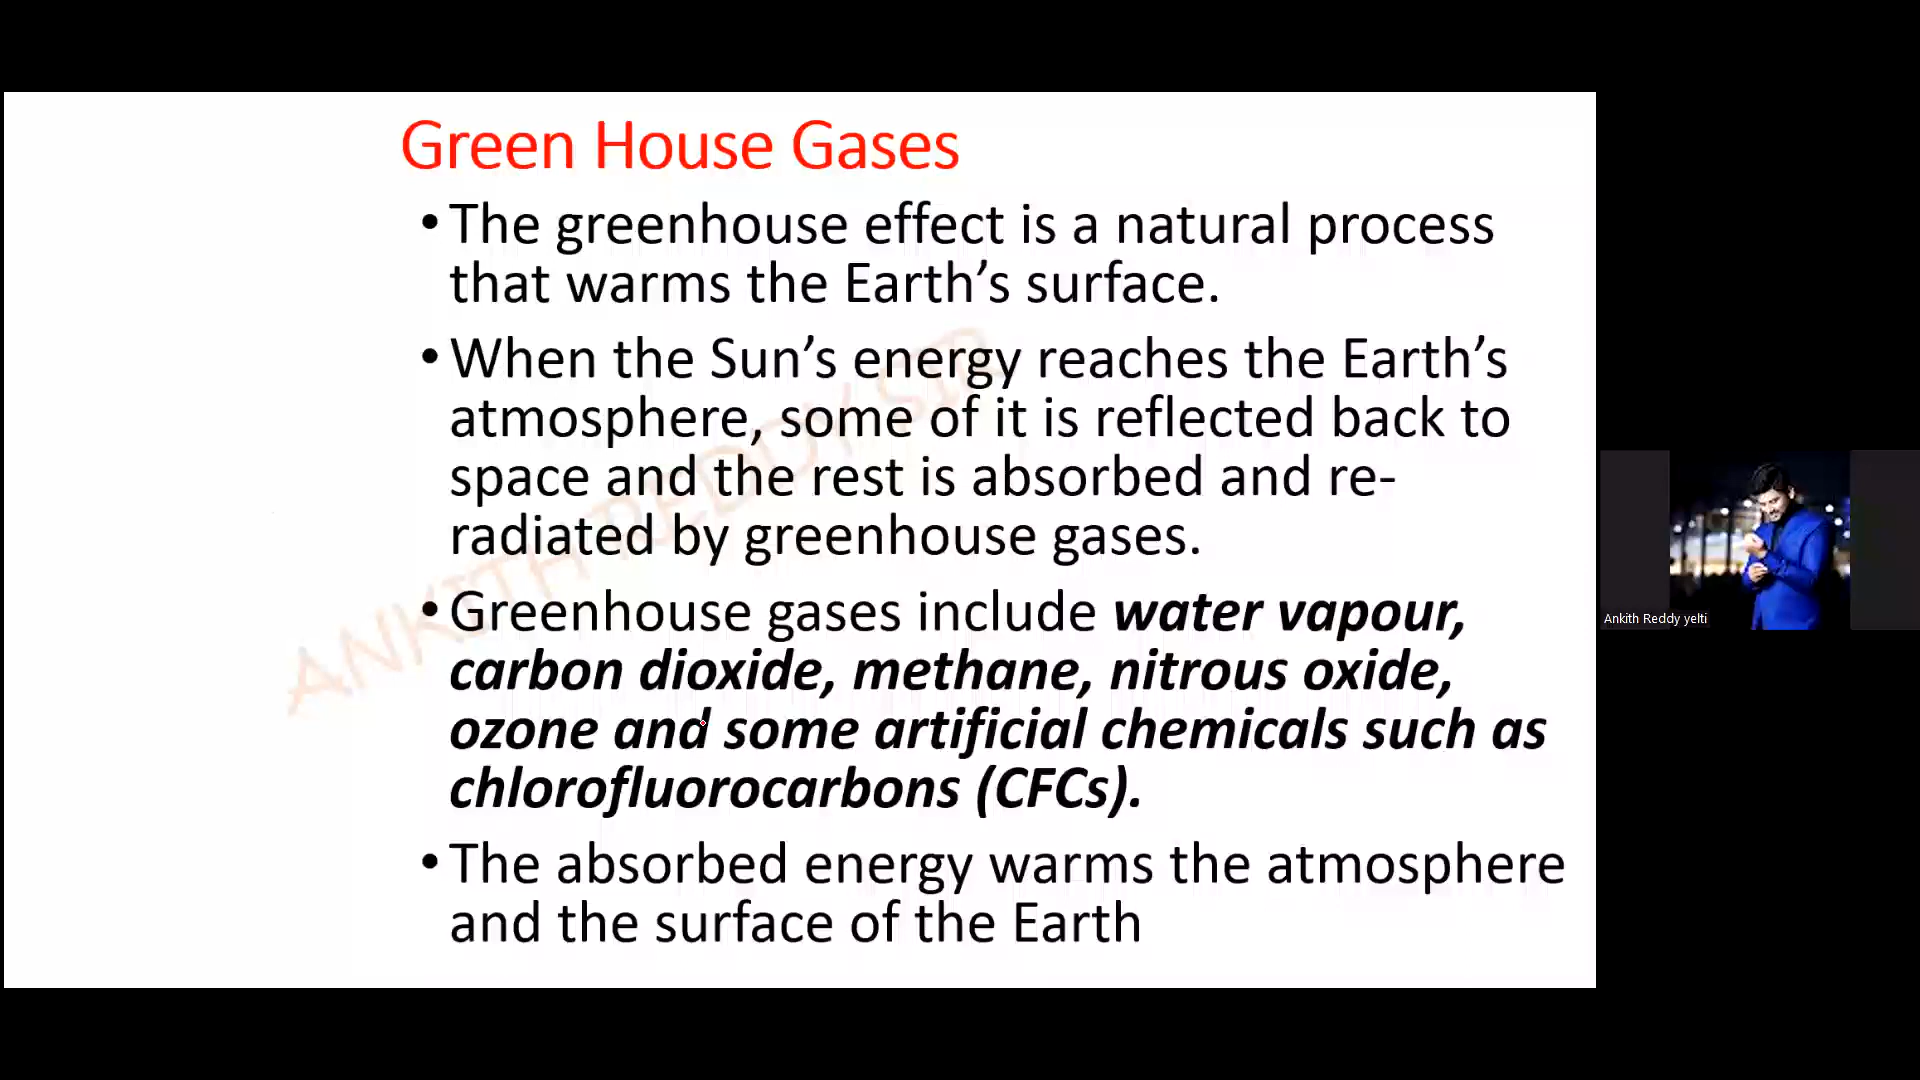 Green House Gases
• The greenhouse effect is a natural process
that warms the Earth’s surface.
• When the Sun’s energy reaches the Earth’s
atmosphere, some of it is reflected back to
space and the rest is absorbed and re-
radiated by greenhouse gases.
• Greenhouse gases include water vapour,
carbon dioxide, methane, nitrous oxide,
ozone and some artificial chemicals such as
chlorofluorocarbons (CFCs).
• The absorbed energy warms the atmosphere
and the surface of the Earth
ANKITH REDDY SIR
Ankith Reddy yelti